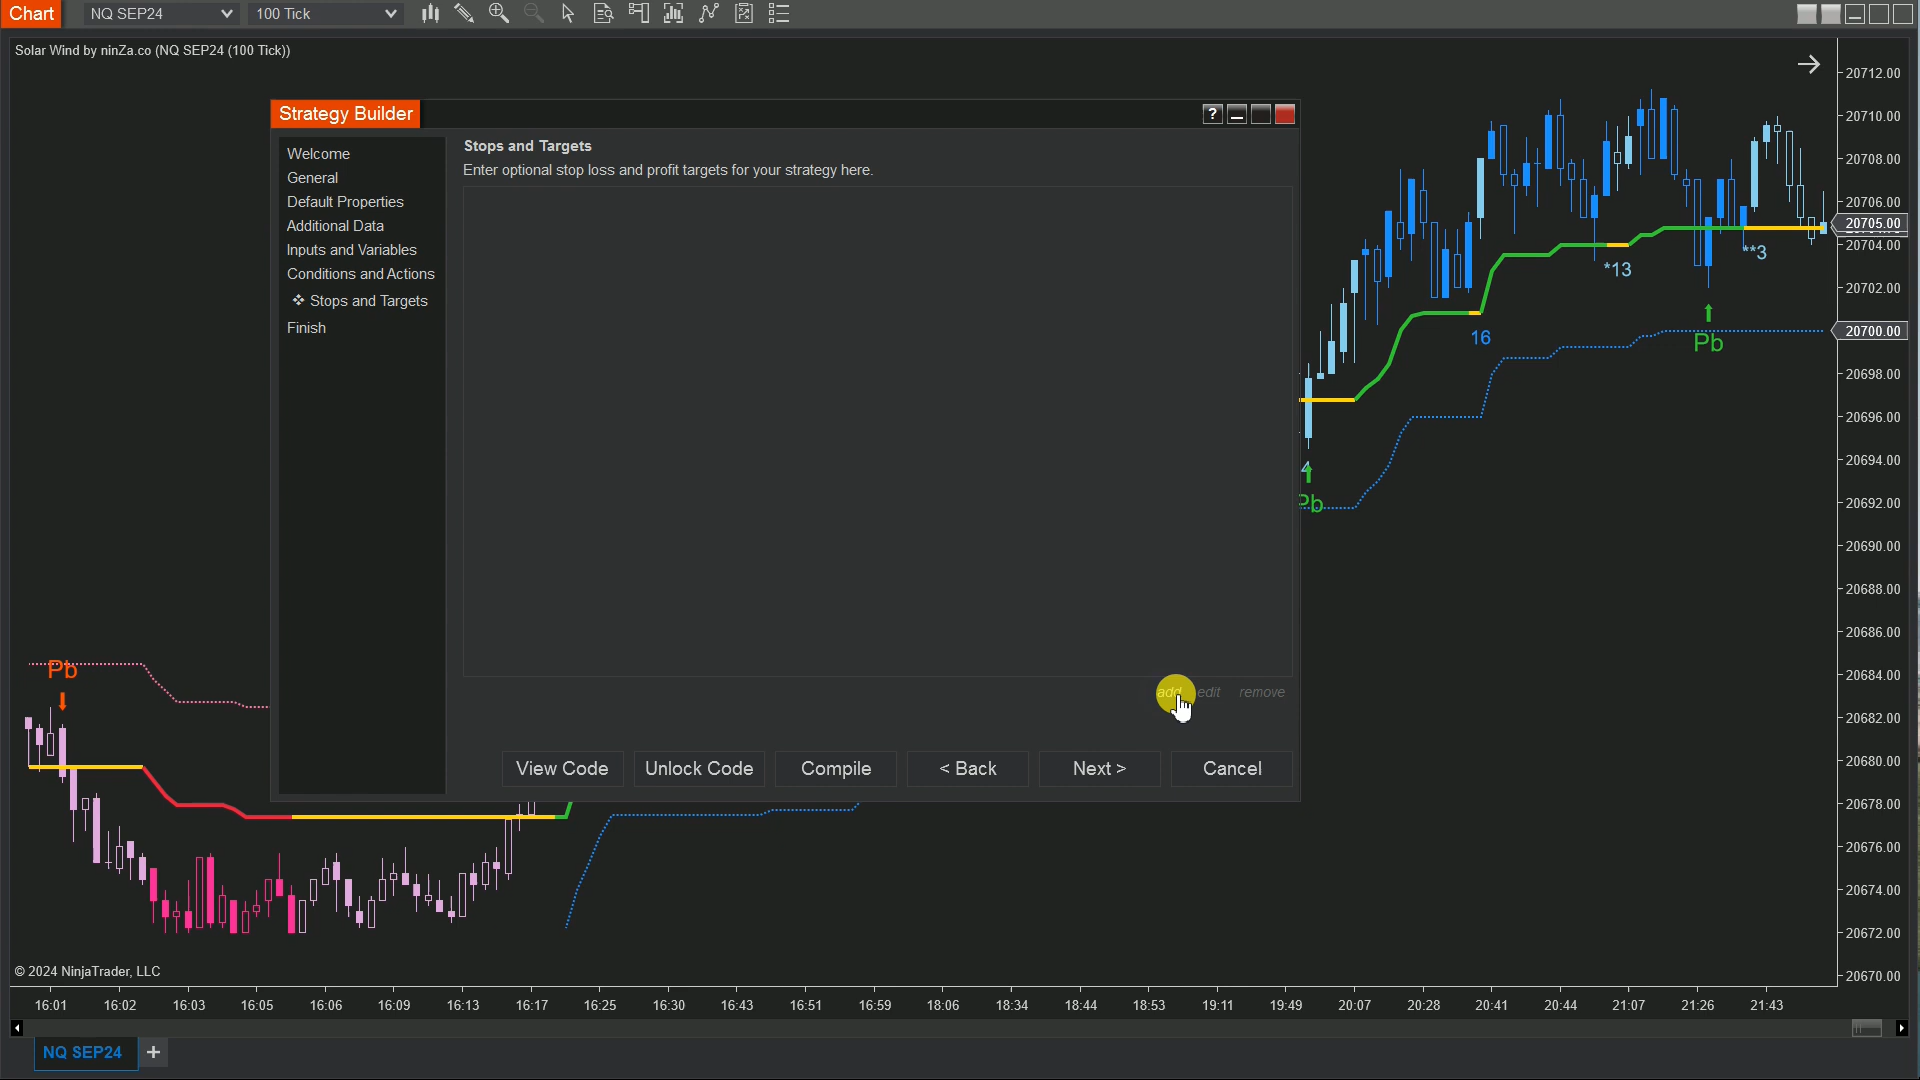 Chart NQ SEP24 100 Tick
Solar Wind by ninZa.co (NQ SEP24 (100 Tick))
Strategy Builder
?
Welcome
General
Default Properties
Additional Data
Inputs and Variables
Conditions and Actions
❖ Stops and Targets
Finish
Stops and Targets
Enter optional stop loss and profit targets for your strategy here.
add edit remove
View Code Unlock Code Compile < Back Next > Cancel
Pb
4
Pb
16
*13
**3
Pb
20712.00
20710.00
20708.00
20706.00
20705.00
20704.00
20702.00
20700.00
20698.00
20696.00
20694.00
20692.00
20690.00
20688.00
20686.00
20684.00
20682.00
20680.00
20678.00
20676.00
20674.00
20672.00
20670.00
© 2024 NinjaTrader, LLC
16:01 16:02 16:03 16:05 16:06 16:09 16:13 16:17 16:25 16:30 16:43 16:51 16:59 18:06 18:34 18:44 18:53 19:11 19:49 20:07 20:28 20:41 20:44 21:07 21:26 21:43
NQ SEP24 +